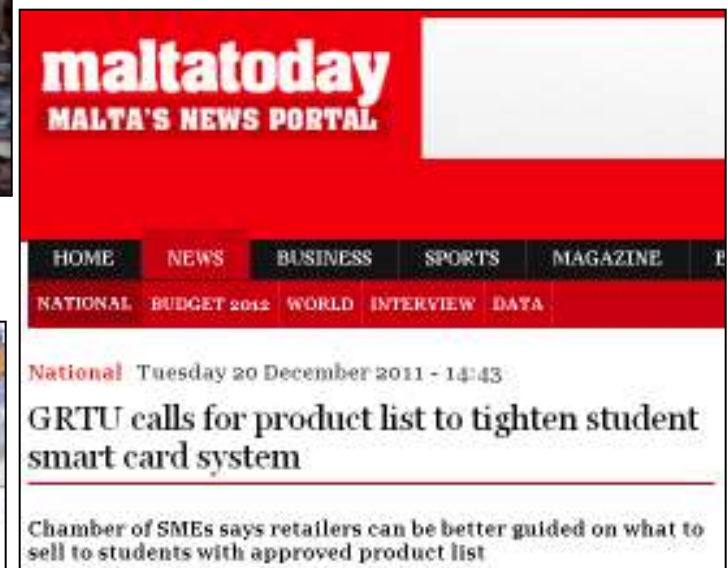 maltatoday
MALTA'S NEWS PORTAL
HOME NEWS BUSINESS SPORTS MAGAZINE
NATIONAL BUDGET 2012 WORLD INTERVIEW DATA
National Tuesday 20 December 2011 - 14:43
GRTU calls for product list to tighten student
smart card system
Chamber of SMEs says retailers can be better guided on what to
sell to students with approved product list